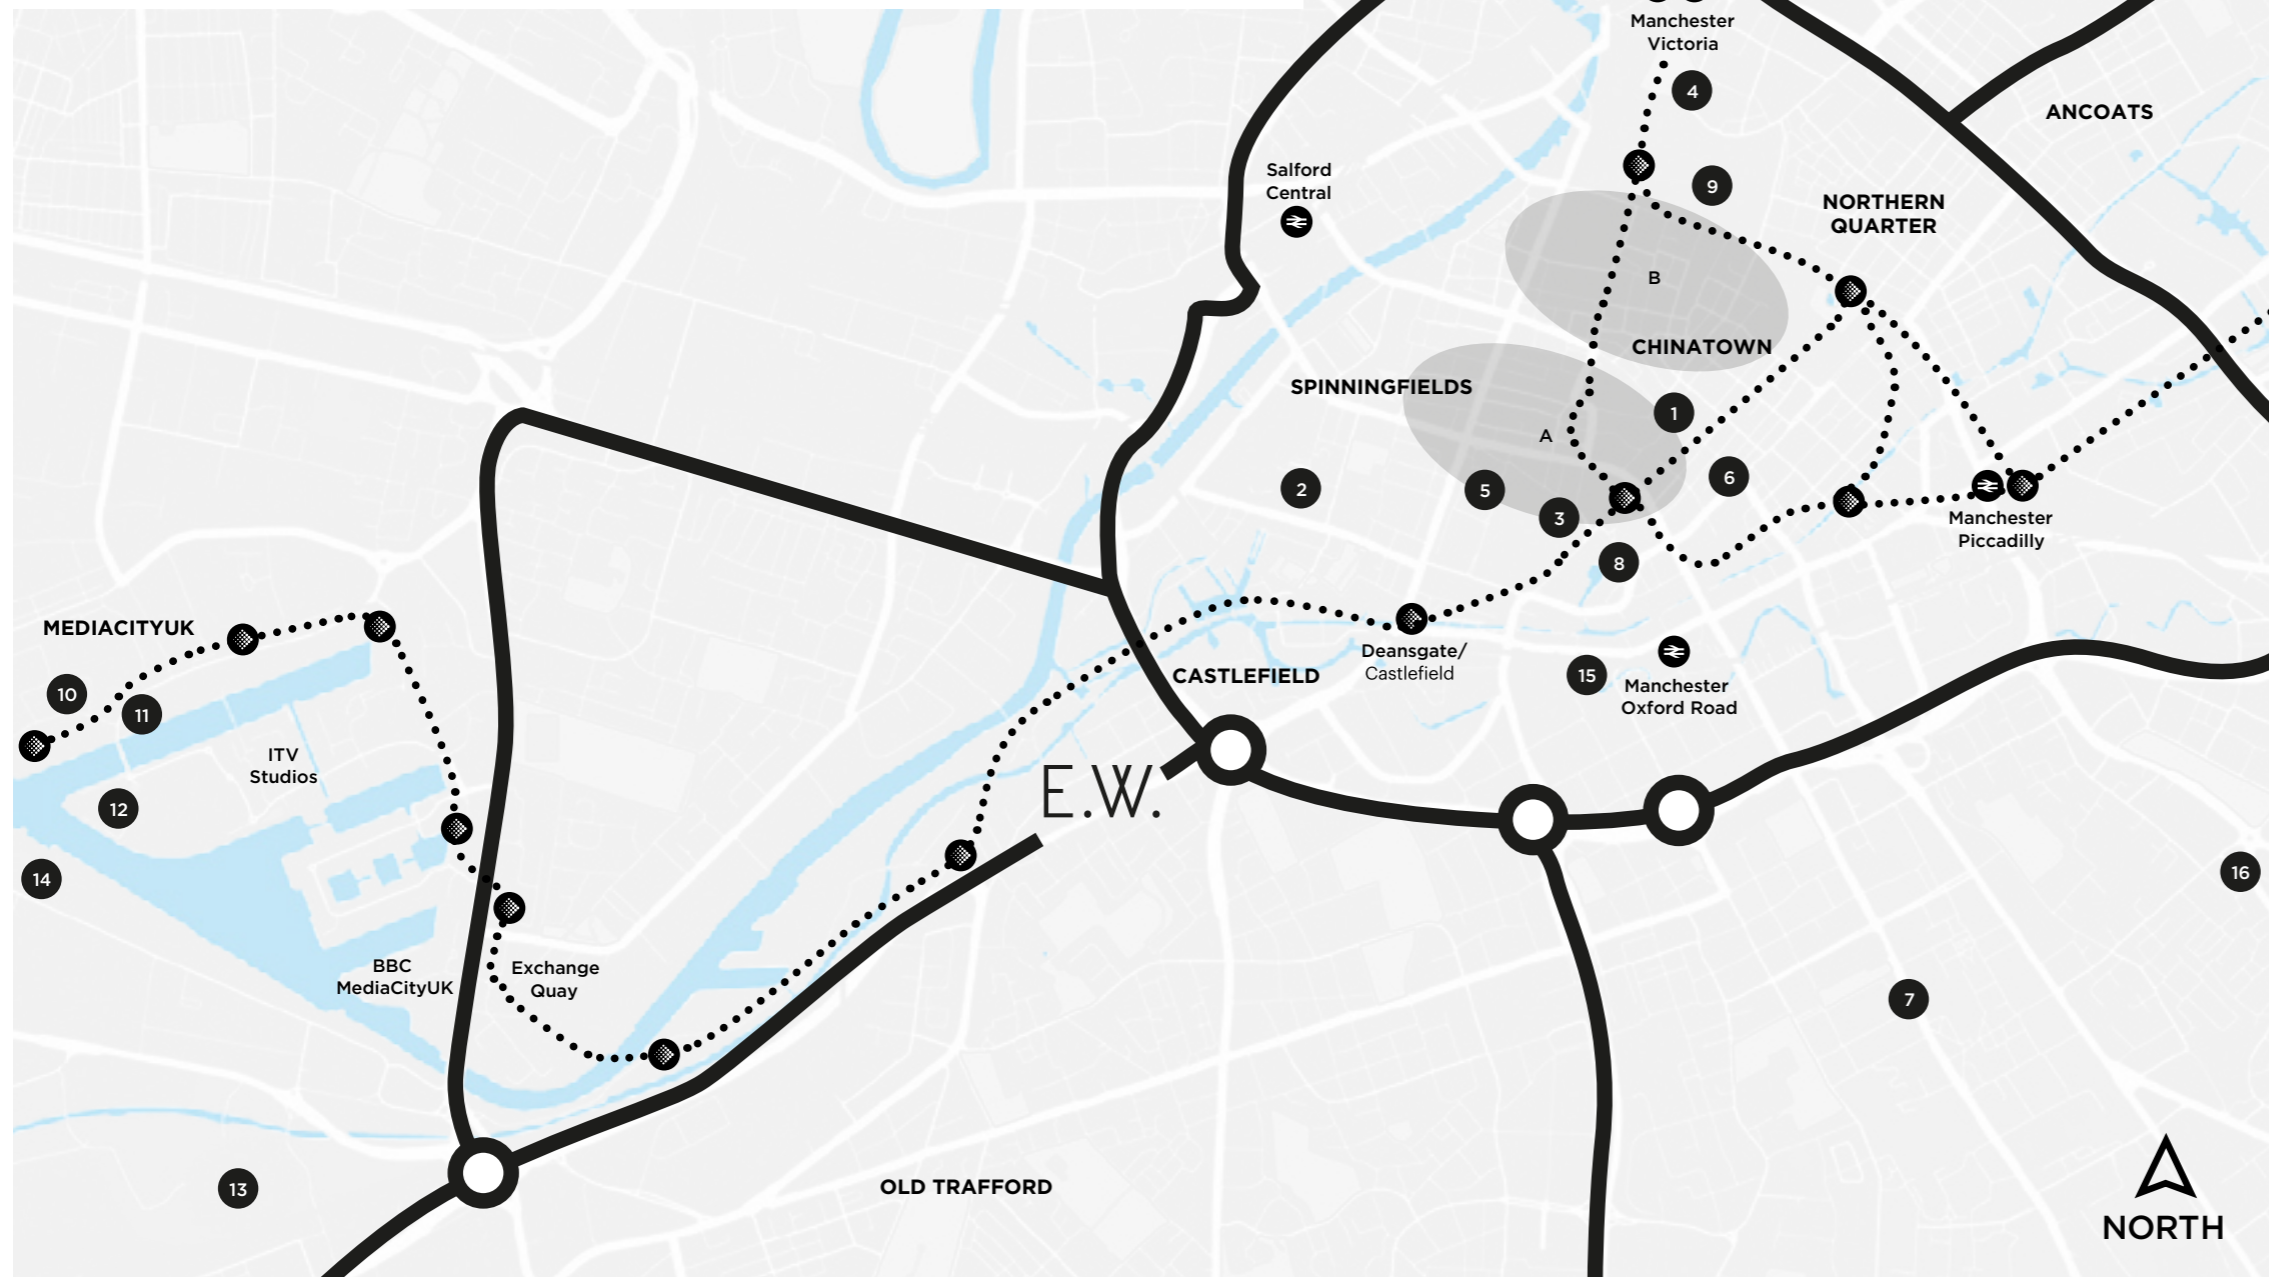 Manchester
Victoria
4
ANCOATS
Salford
Central
9
NORTHERN
QUARTER
B
CHINATOWN
SPINNINGFIELDS
1
A
2
5
6
3
Manchester
Piccadilly
8
MEDIACITYUK
Deansgate/
Castlefield
CASTLEFIELD
15
Manchester
Oxford Road
10
11
ITV
Studios
E.W.
12
14
16
BBC
MediaCityUK
Exchange
Quay
7
13
OLD TRAFFORD
NORTH